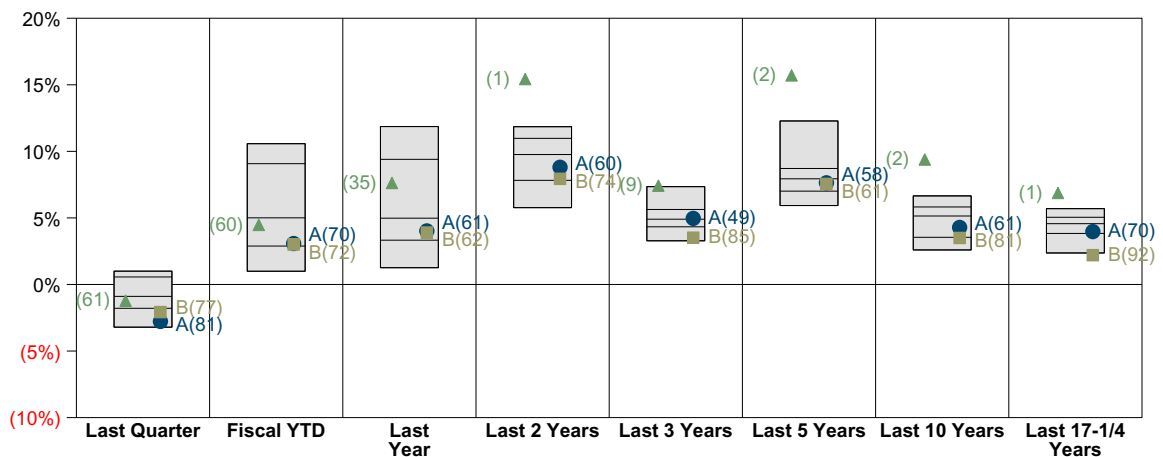 20%
15%
10%
5%
0%
(5%)
(10%)
(61)
B(77)
A(81)
(60)
A(70)
B(72)
(35)
A(61)
B(62)
(1)
A(60)
B(74)
(9)
A(49)
B(85)
(2)
A(58)
B(61)
(2)
A(61)
B(81)
(1)
A(70)
B(92)
Last Quarter
Fiscal YTD
Last
Year
Last 2 Years
Last 3 Years
Last 5 Years
Last 10 Years
Last 17-1/4
Years